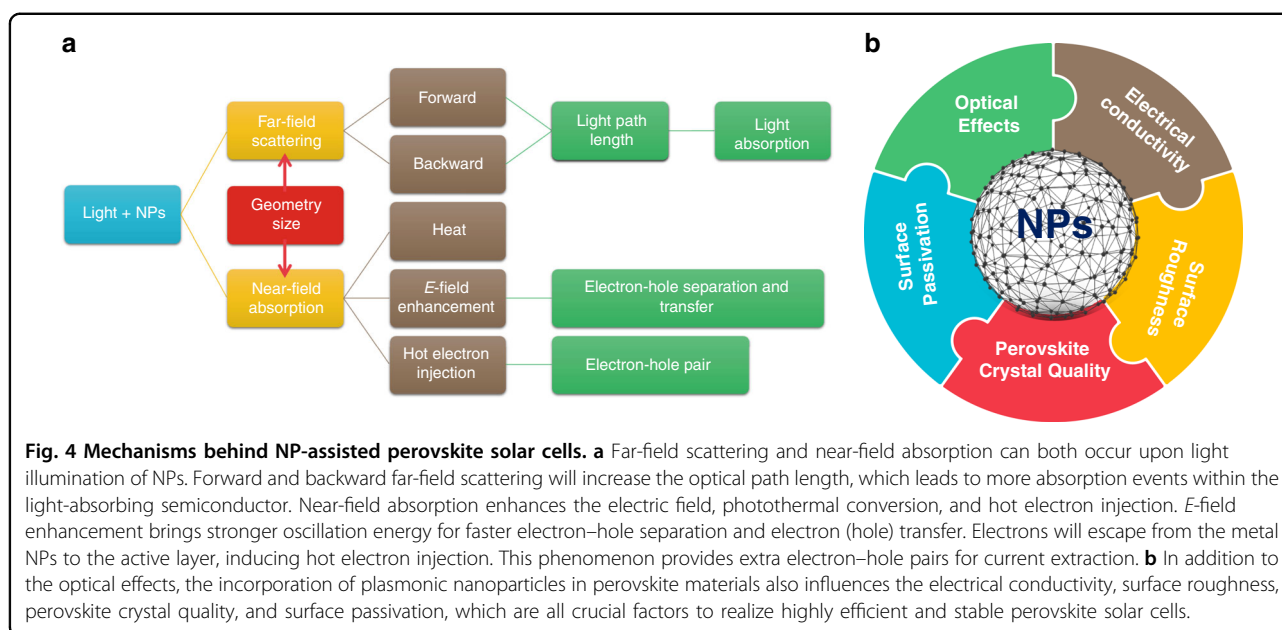 a
Forward
Far-field
scattering
Light path
length
Light
absorption
Backward
Light + NPs
Geometry
size
Heat
Near-field
absorption
E-field
enhancement
Electron-hole separation and
transfer
Hot electron
injection
Electron-hole pair
b
Optical
Effects
Electrical
conductivity
Surface
Passivation
NPs
Surface
Roughness
Perovskite
Crystal Quality
Fig. 4 Mechanisms behind NP-assisted perovskite solar cells. a Far-field scattering and near-field absorption can both occur upon light
illumination of NPs. Forward and backward far-field scattering will increase the optical path length, which leads to more absorption events within the
light-absorbing semiconductor. Near-field absorption enhances the electric field, photothermal conversion, and hot electron injection. E-field
enhancement brings stronger oscillation energy for faster electron–hole separation and electron (hole) transfer. Electrons will escape from the metal
NPs to the active layer, inducing hot electron injection. This phenomenon provides extra electron–hole pairs for current extraction. b In addition to
the optical effects, the incorporation of plasmonic nanoparticles in perovskite materials also influences the electrical conductivity, surface roughness,
perovskite crystal quality, and surface passivation, which are all crucial factors to realize highly efficient and stable perovskite solar cells.